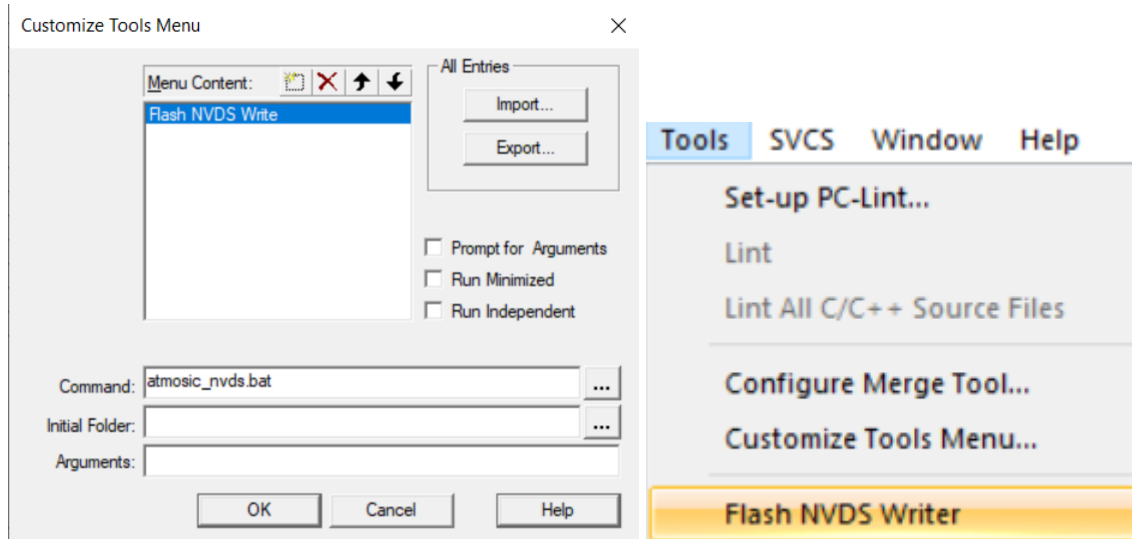 Customize Tools Menu
Menu Content:
Flash NVDS Write
All Entries
Import...
Export...
Prompt for Arguments
Run Minimized
Run Independent
Command: atmosic_nvds.bat ...
Initial Folder: ...
Arguments:
OK Cancel Help
Tools SVCS Window Help
Set-up PC-Lint...
Lint
Lint All C/C++ Source Files
Configure Merge Tool...
Customize Tools Menu...
Flash NVDS Writer